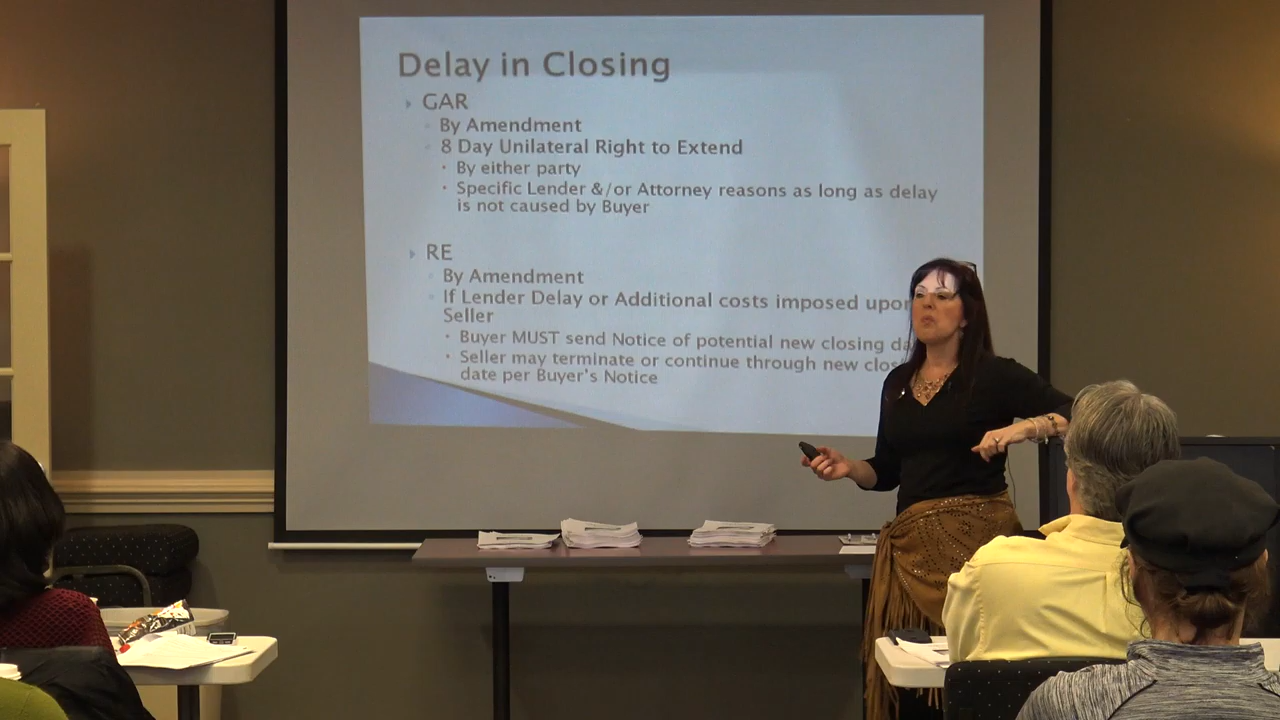 Delay in Closing
GAR
By Amendment
8 Day Unilateral Right to Extend
By either party
Specific Lender &/or Attorney reasons as long as delay
is not caused by Buyer
RE
By Amendment
If Lender Delay or Additional costs imposed upon
Seller
Buyer MUST send Notice of potential new closing
Seller may terminate or continue through new
date per Buyer's Notice